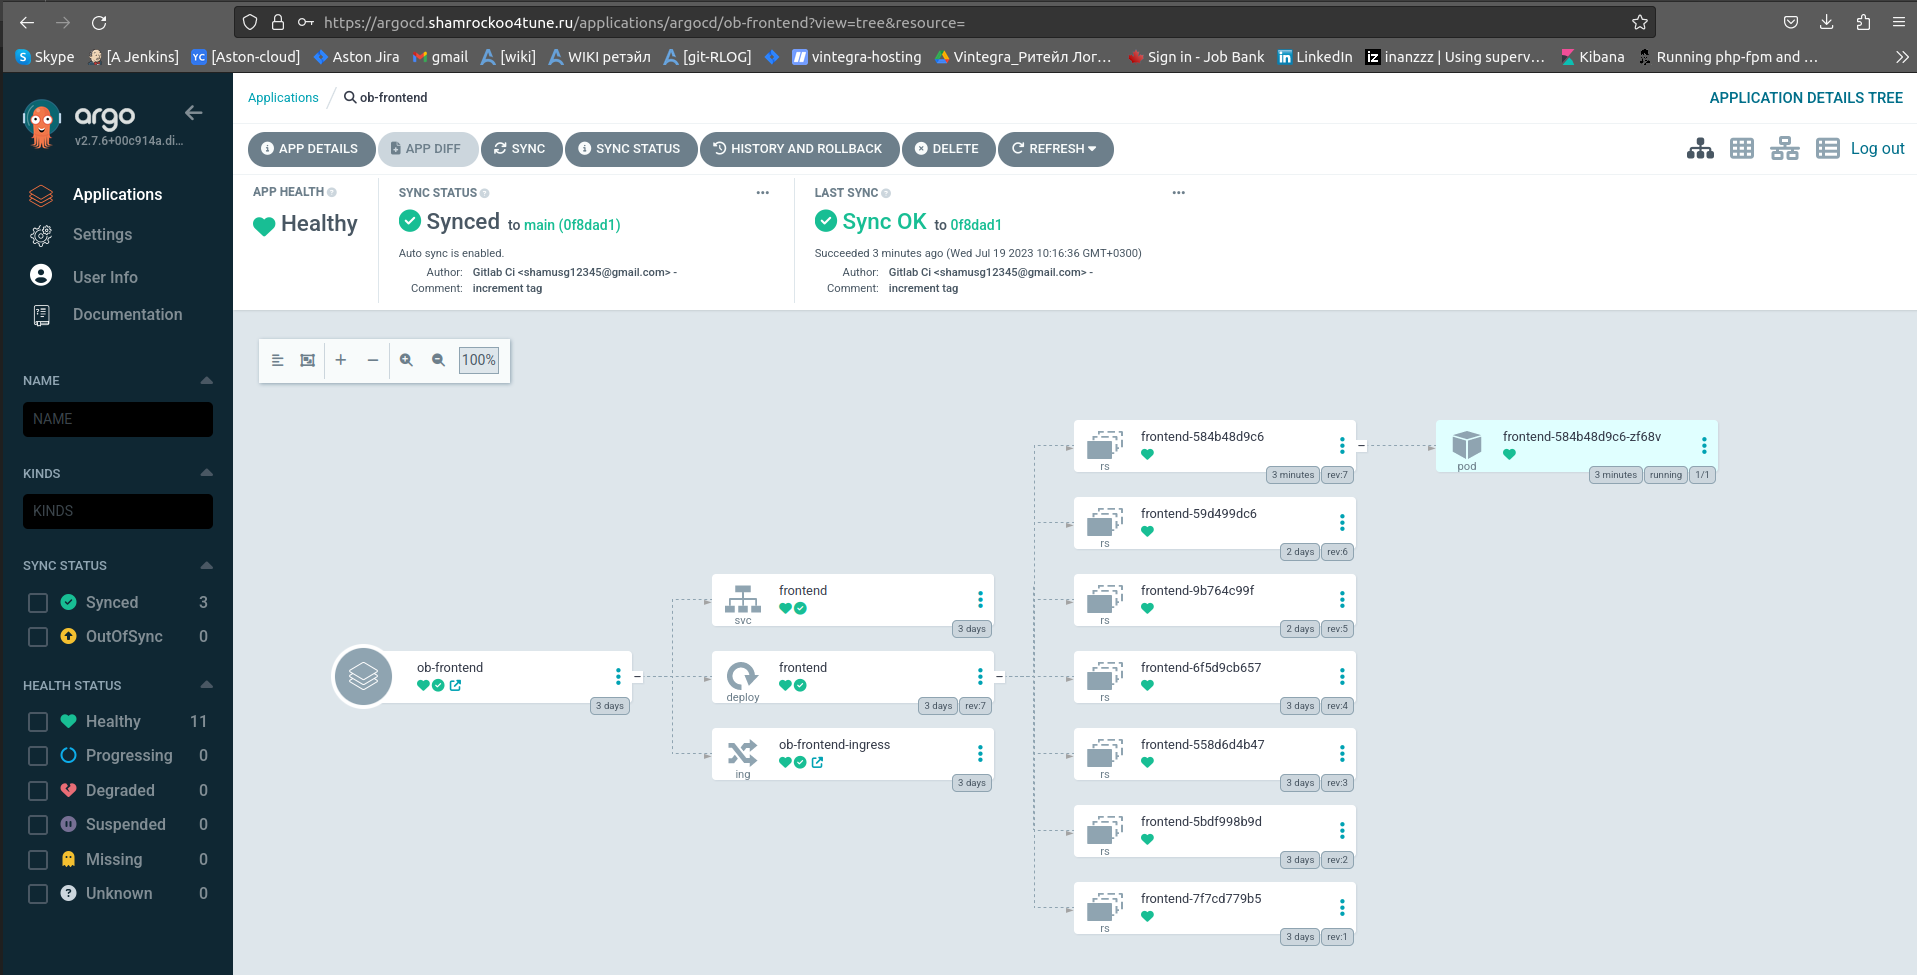 https://argocd.shamrockoo4tune.ru/applications/argocd/ob-frontend?view=tree&resource=
Skype [A Jenkins] YC [Aston-cloud] Aston Jira gmail [wiki] WIKI ретэйл [git-RLOG] vintegra-hosting Vintegra_Ритейл Лог… Sign in - Job Bank LinkedIn iz inanzzz | Using superv… Kibana Running php-fpm and …
argo
v2.7.6+00c914a.di...
Applications
Settings
User Info
Documentation
NAME
NAME
KINDS
KINDS
SYNC STATUS
Synced 3
OutOfSync 0
HEALTH STATUS
Healthy 11
Progressing 0
Degraded 0
Suspended 0
Missing 0
Unknown 0
Applications / ob-frontend
APPLICATION DETAILS TREE
APP DETAILS APP DIFF SYNC SYNC STATUS HISTORY AND ROLLBACK DELETE REFRESH
Log out
APP HEALTH
Healthy
SYNC STATUS
Synced to main (0f8dad1)
Auto sync is enabled.
Author: Gitlab Ci <shamusg12345@gmail.com> -
Comment: increment tag
LAST SYNC
Sync OK to 0f8dad1
Succeeded 3 minutes ago (Wed Jul 19 2023 10:16:36 GMT+0300)
Author: Gitlab Ci <shamusg12345@gmail.com> -
Comment: increment tag
100%
ob-frontend
3 days
frontend
svc
3 days
frontend
deploy
3 days rev:7
ob-frontend-ingress
ing
3 days
frontend-584b48d9c6
rs
3 minutes rev:7
frontend-59d499dc6
rs
2 days rev:6
frontend-9b764c99f
rs
2 days rev:5
frontend-6f5d9cb657
rs
3 days rev:4
frontend-558d6d4b47
rs
3 days rev:3
frontend-5bdf998b9d
rs
3 days rev:2
frontend-7f7cd779b5
rs
3 days rev:1
frontend-584b48d9c6-zf68v
pod
3 minutes running 1/1